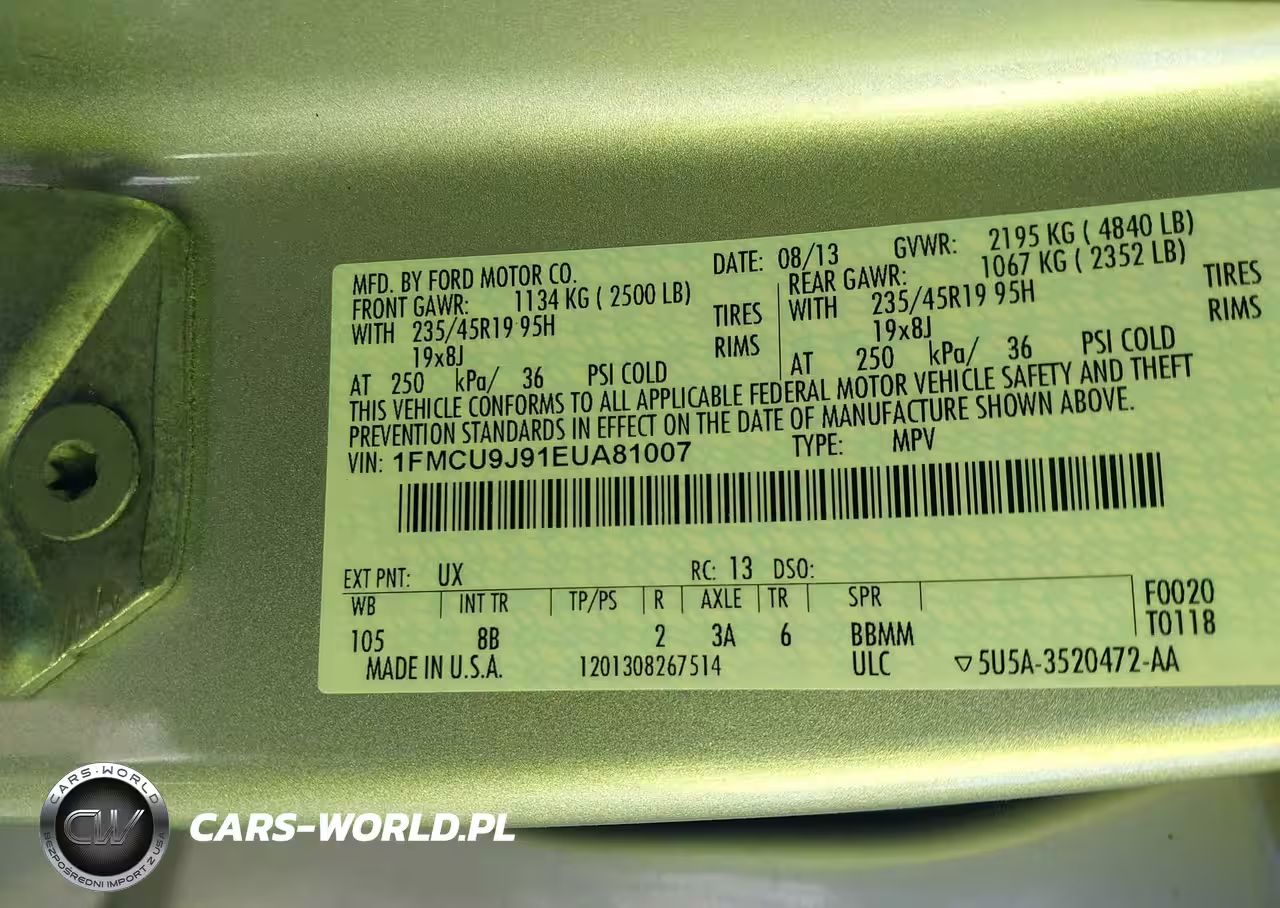 MFD. BY FORD MOTOR CO. DATE: 08/13 GVWR: 2195 KG ( 4840 LB)
FRONT GAWR: 1134 KG ( 2500 LB) REAR GAWR: 1067 KG ( 2352 LB)
WITH 235/45R19 95H TIRES WITH 235/45R19 95H TIRES
19x8J RIMS 19x8J RIMS
AT 250 kPa/ 36 PSI COLD AT 250 kPa/ 36 PSI COLD
THIS VEHICLE CONFORMS TO ALL APPLICABLE FEDERAL MOTOR VEHICLE SAFETY AND THEFT
PREVENTION STANDARDS IN EFFECT ON THE DATE OF MANUFACTURE SHOWN ABOVE.
VIN: 1FMCU9J91EUA81007 TYPE: MPV
EXT PNT: UX RC: 13 DSO:
WB INT TR TP/PS R AXLE TR SPR F0020
105 8B 2 3A 6 BBMM T0118
MADE IN U.S.A. 1201308267514 ULC ▽5U5A-3520472-AA
CARS-WORLD
CW
BEZPOŚREDNI IMPORT Z USA
CARS-WORLD.PL